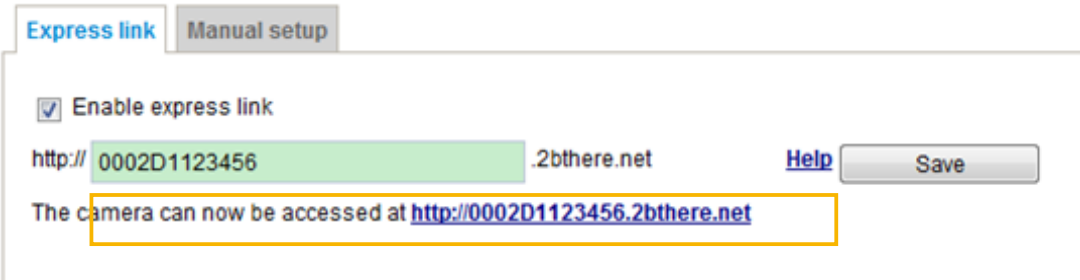 Express link Manual setup
Enable express link
http:// 0002D1123456 .2bthere.net Help Save
The camera can now be accessed at http://0002D1123456.2bthere.net